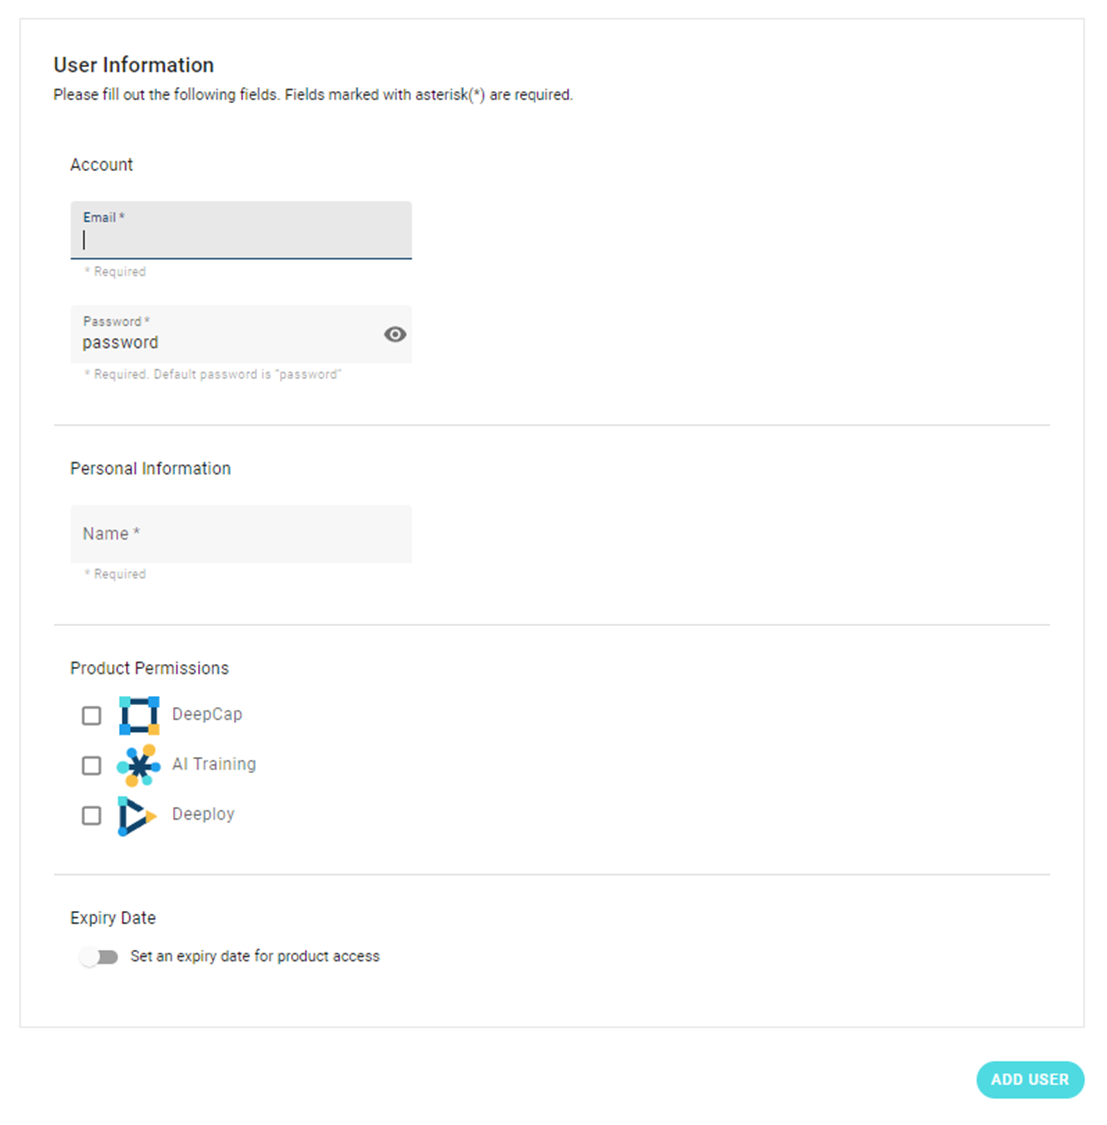 User Information
Please fill out the following fields. Fields marked with asterisk(*) are required.
Account
Email *
* Required
Password *
password
* Required. Default password is "password"
Personal Information
Name *
* Required
Product Permissions
DeepCap
AI Training
Deeploy
Expiry Date
Set an expiry date for product access
ADD USER